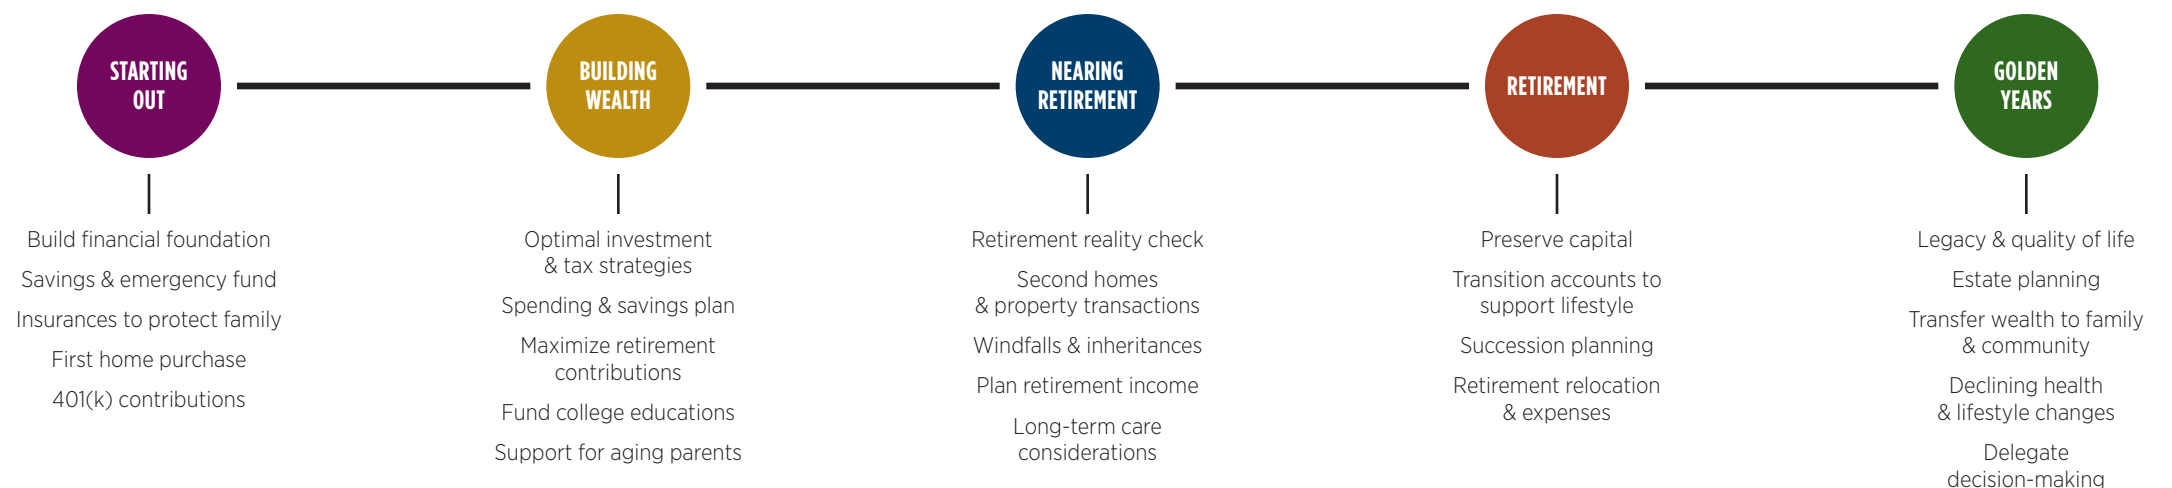 STARTING
OUT
BUILDING
WEALTH
NEARING
RETIREMENT
RETIREMENT
GOLDEN
YEARS
Build financial foundation
Savings & emergency fund
Insurances to protect family
First home purchase
401(k) contributions
Optimal investment
& tax strategies
Spending & savings plan
Maximize retirement
contributions
Fund college educations
Support for aging parents
Retirement reality check
Second homes
& property transactions
Windfalls & inheritances
Plan retirement income
Long-term care
considerations
Preserve capital
Transition accounts to
support lifestyle
Succession planning
Retirement relocation
& expenses
Legacy & quality of life
Estate planning
Transfer wealth to family
& community
Declining health
& lifestyle changes
Delegate
decision-making